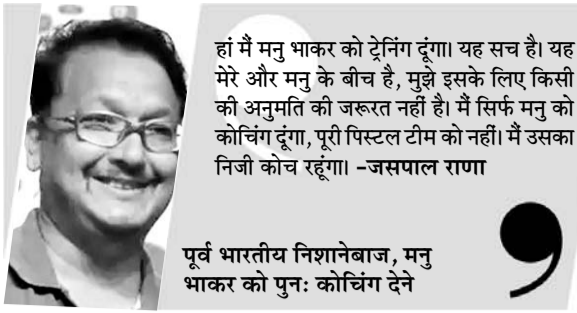 हां मैं मनु भाकर को ट्रेनिंग दूंगा। यह सच है। यह
मेरे और मनु के बीच है, मुझे इसके लिए किसी
की अनुमति की जरूरत नहीं है। मैं सिर्फ मनु को
कोचिंग दूंगा, पूरी पिस्टल टीम को नहीं। मैं उसका
निजी कोच रहूंगा। -जसपाल राणा
पूर्व भारतीय निशानेबाज, मनु
भाकर को पुनः कोचिंग देने